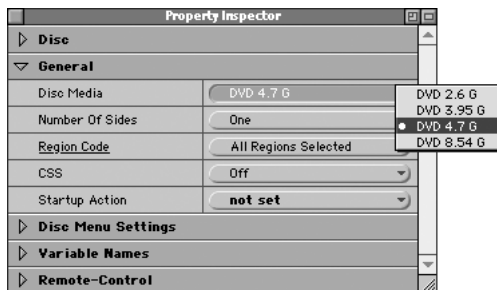 Property Inspector
Disc
General
Disc Media DVD 4.7 G
DVD 2.6 G
DVD 3.95 G
DVD 4.7 G
DVD 8.54 G
Number Of Sides One
Region Code All Regions Selected
CSS Off
Startup Action not set
Disc Menu Settings
Variable Names
Remote-Control